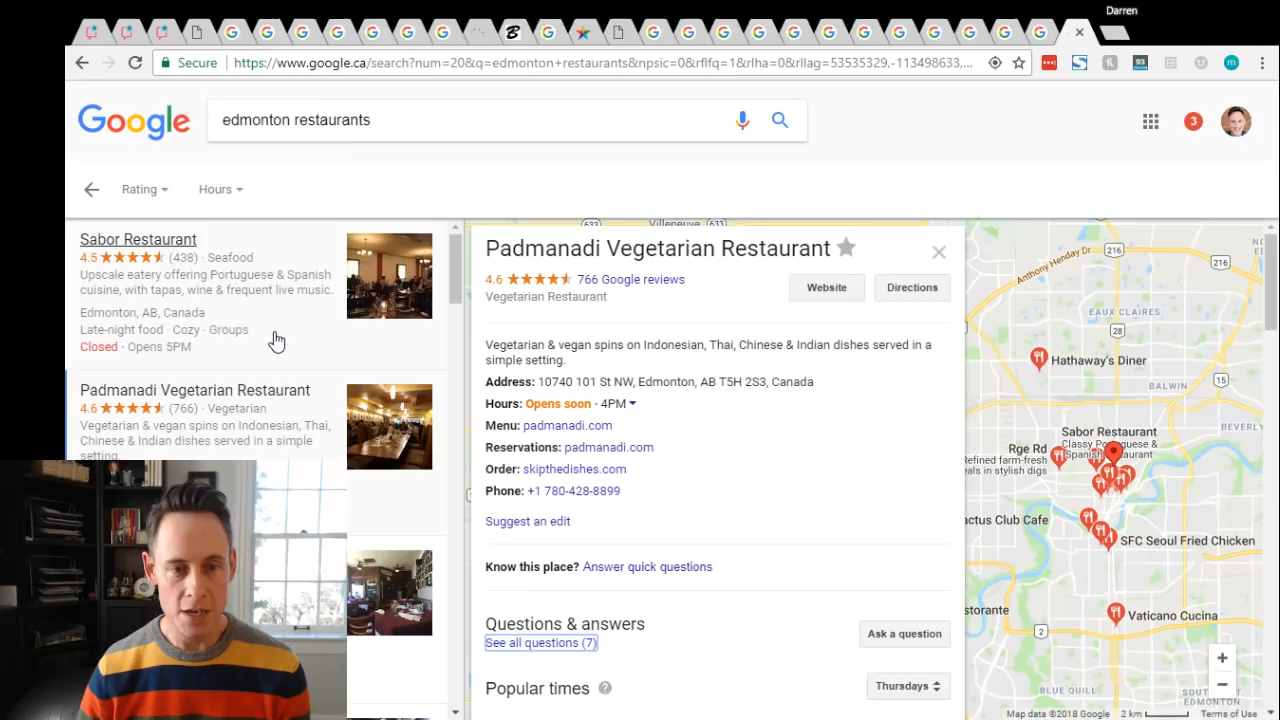 Darren
Secure
https://www.google.ca/search?num=20&q=edmonton+restaurants&npsic=0&rflfq=1&rlha=0&rllag=53535329,-113498633,...
93
m
Google
edmonton restaurants
3
Rating
Hours
Sabor Restaurant
4.5 (438) · Seafood
Upscale eatery offering Portuguese & Spanish
cuisine, with tapas, wine & frequent live music.
Edmonton, AB, Canada
Late-night food · Cozy · Groups
Closed · Opens 5PM
Padmanadi Vegetarian Restaurant
4.6 (766) · Vegetarian
Vegetarian & vegan spins on Indonesian, Thai,
Chinese & Indian dishes served in a simple
setting.
Padmanadi Vegetarian Restaurant
4.6 766 Google reviews
Vegetarian Restaurant
Website
Directions
Vegetarian & vegan spins on Indonesian, Thai, Chinese & Indian dishes served in a
simple setting.
Address: 10740 101 St NW, Edmonton, AB T5H 2S3, Canada
Hours: Opens soon · 4PM
Menu: padmanadi.com
Reservations: padmanadi.com
Order: skipthedishes.com
Phone: +1 780-428-8899
Suggest an edit
Know this place? Answer quick questions
Questions & answers
See all questions (7)
Ask a question
Popular times
Thursdays
633
Villeneuve
633
Anthony Henday Dr
216
216
EAUX CLAIRES
28
Hathaway's Diner
BALWIN
15
Sabor Restaurant
Classy Portuguese &
Spanish restaurant
BEVERLY
Rge Rd
Refined farm-fresh
eals in stylish digs
actus Club Cafe
SFC Seoul Fried Chicken
istorante
Vaticano Cucina
2
BLUE QUILL
EDMONTON
Map data ©2018 Google
2 km
Terms of Use